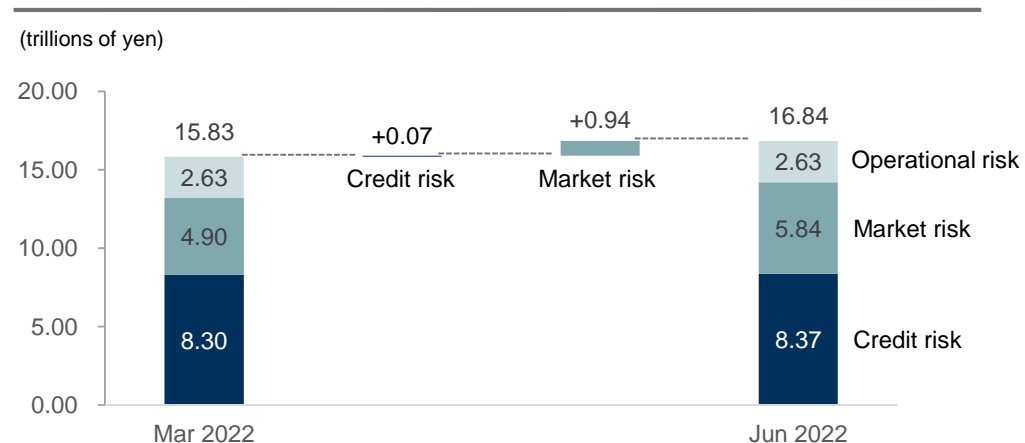 (trillions of yen)
20.00
15.00
10.00
5.00
0.00
15.83
2.63
4.90
8.30
+0.07
Credit risk
+0.94
Market risk
16.84
2.63
5.84
8.37
Operational risk
Market risk
Credit risk
Mar 2022
Jun 2022